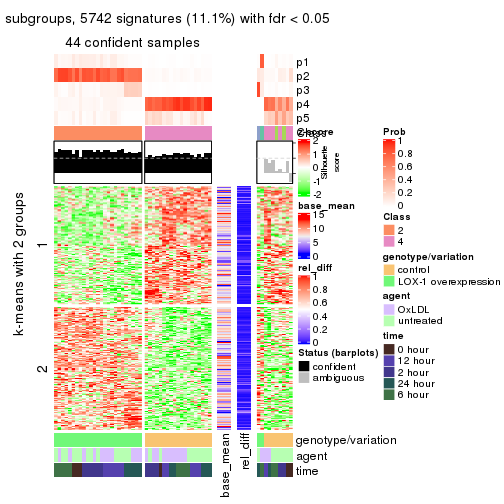 subgroups, 5742 signatures (11.1%) with fdr < 0.05
44 confident samples
p1
p2
p3
p4
p5
Class
Silhouette
score
k-means with 2 groups
1
2
base_mean
rel_diff
genotype/variation
agent
time
Z-score
2
1
0
-1
-2
base_mean
15
10
5
0
rel_diff
1
0.8
0.6
0.4
0.2
0
Status (barplots)
confident
ambiguous
Prob
1
0.8
0.6
0.4
0.2
0
Class
2
4
genotype/variation
control
LOX-1 overexpression
agent
OxLDL
untreated
time
0 hour
12 hour
2 hour
24 hour
6 hour